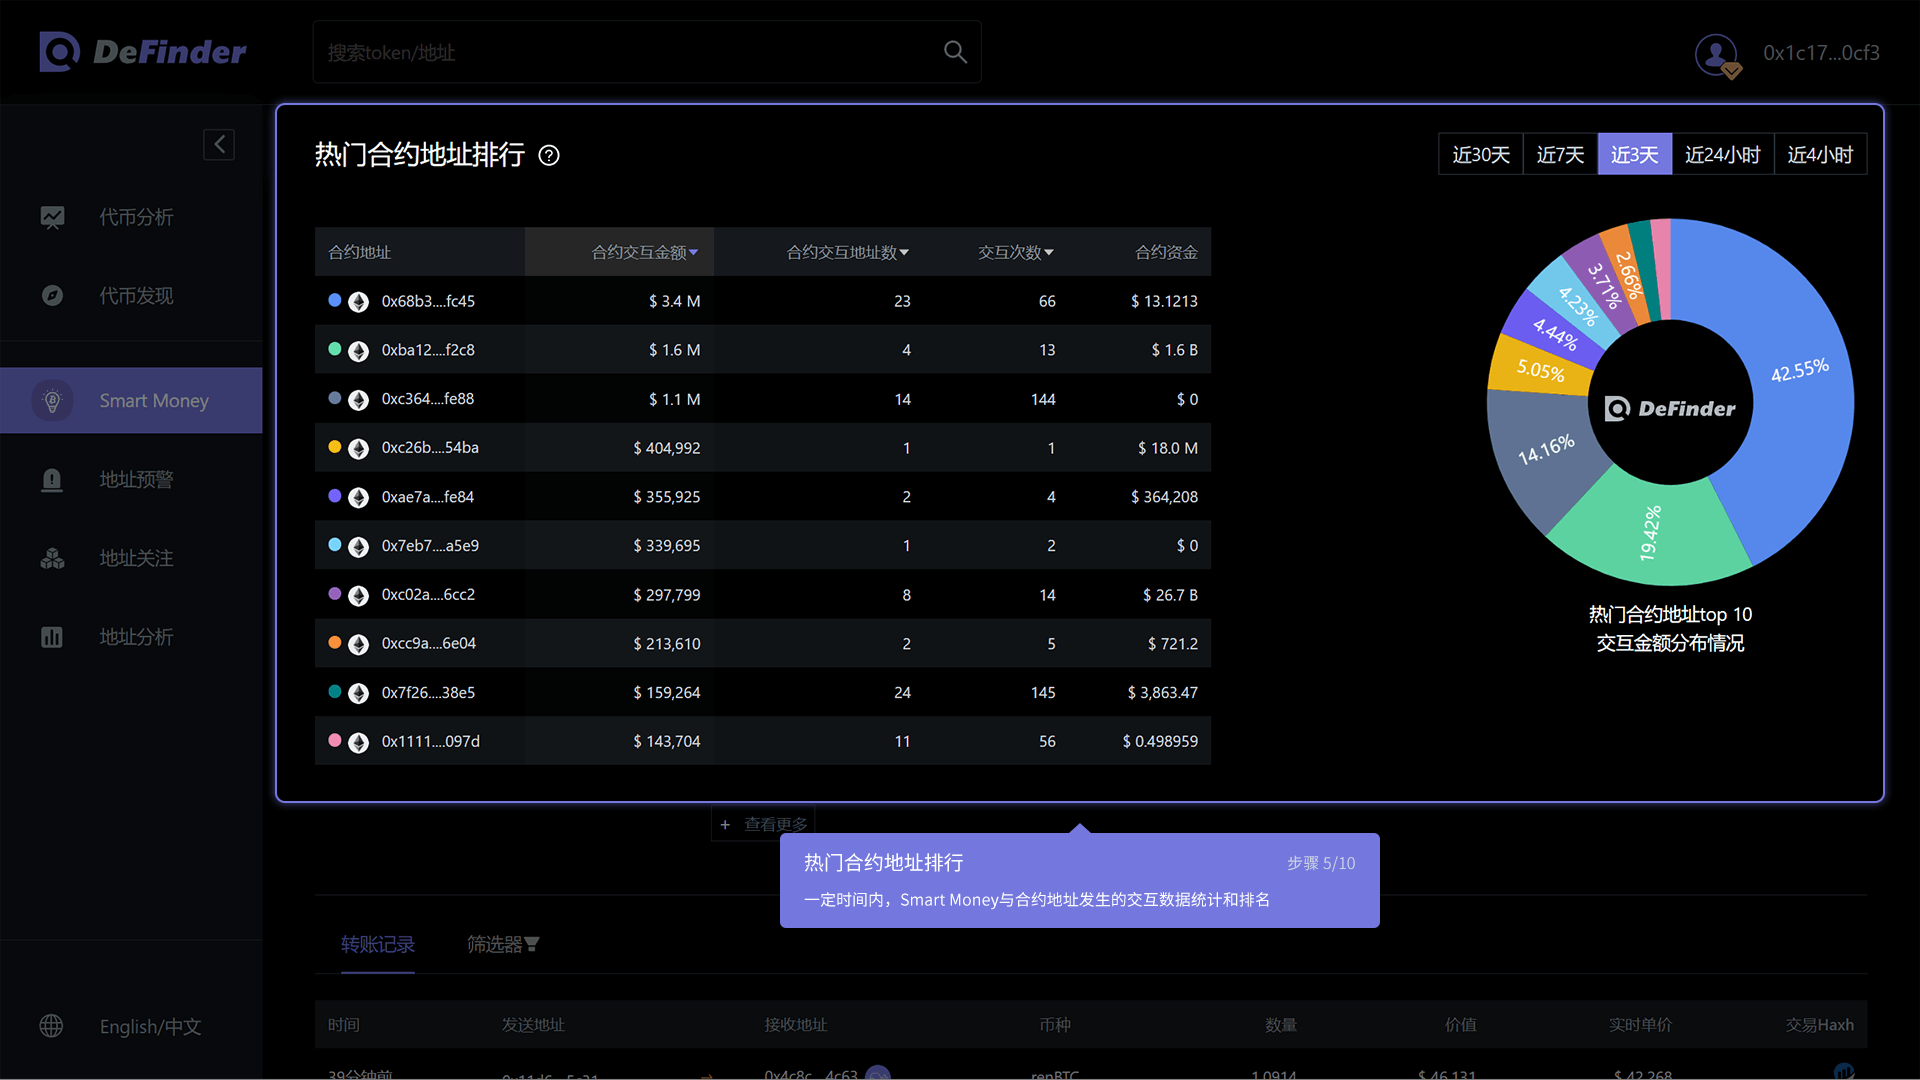 DeFinder
搜索token/地址
0x1c17...0cf3
代币分析
代币发现
Smart Money
地址预警
地址关注
地址分析
English/中文
热门合约地址排行
近30天 近7天 近3天 近24小时 近4小时
合约地址 合约交互金额 合约交互地址数 交互次数 合约资金
0x68b3....fc45 $ 3.4 M 23 66 $ 13.1213
0xba12....f2c8 $ 1.6 M 4 13 $ 1.6 B
0xc364....fe88 $ 1.1 M 14 144 $ 0
0xc26b....54ba $ 404,992 1 1 $ 18.0 M
0xae7a....fe84 $ 355,925 2 4 $ 364,208
0x7eb7....a5e9 $ 339,695 1 2 $ 0
0xc02a....6cc2 $ 297,799 8 14 $ 26.7 B
0xcc9a....6e04 $ 213,610 2 5 $ 721.2
0x7f26....38e5 $ 159,264 24 145 $ 3,863.47
0x1111....097d $ 143,704 11 56 $ 0.498959
42.55%
19.42%
14.16%
5.05%
4.44%
4.23%
3.71%
2.66%
DeFinder
热门合约地址top 10
交互金额分布情况
+ 查看更多
热门合约地址排行 步骤 5/10
一定时间内，Smart Money与合约地址发生的交互数据统计和排名
转账记录 筛选器
时间 发送地址 接收地址 币种 数量 价值 实时单价 交易Haxh
39分钟前 0x11d6...5c31 0x4c8c...4c63 renBTC 1.0914 $ 46,131 $ 42,268